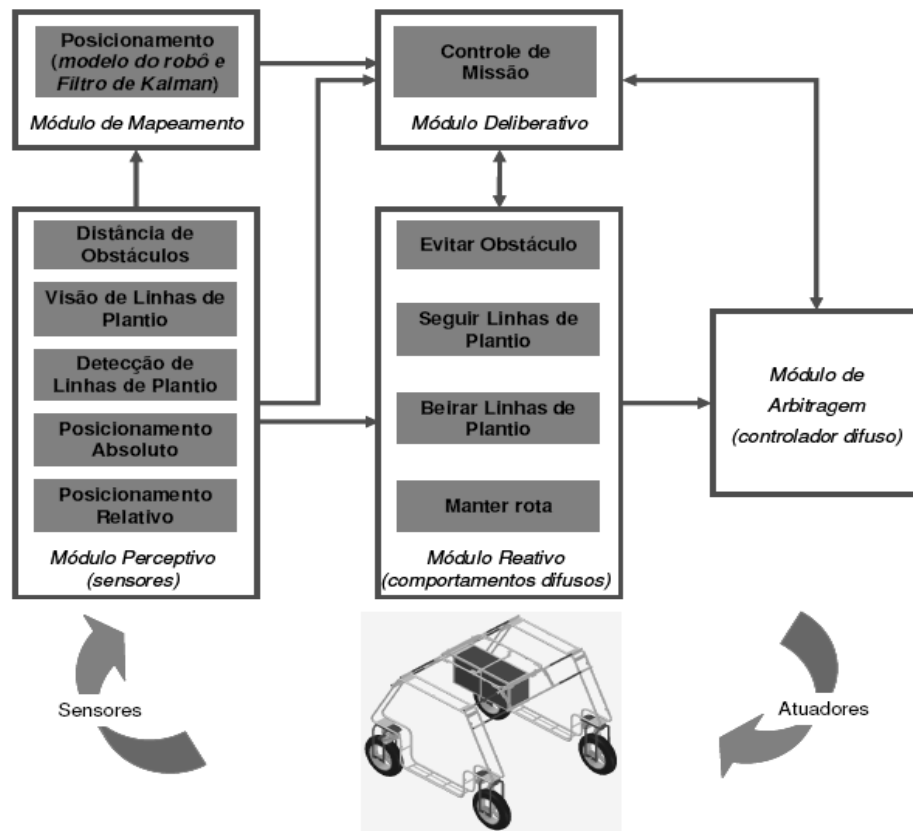 Posicionamento
(modelo do robô e
Filtro de Kalman)
Módulo de Mapeamento
Controle de
Missão
Módulo Deliberativo
Distância de
Obstáculos
Visão de Linhas de
Plantio
Detecção de
Linhas de Plantio
Posicionamento
Absoluto
Posicionamento
Relativo
Módulo Perceptivo
(sensores)
Evitar Obstáculo
Seguir Linhas de
Plantio
Beirar Linhas de
Plantio
Manter rota
Módulo Reativo
(comportamentos difusos)
Módulo de
Arbitragem
(controlador difuso)
Sensores
Atuadores